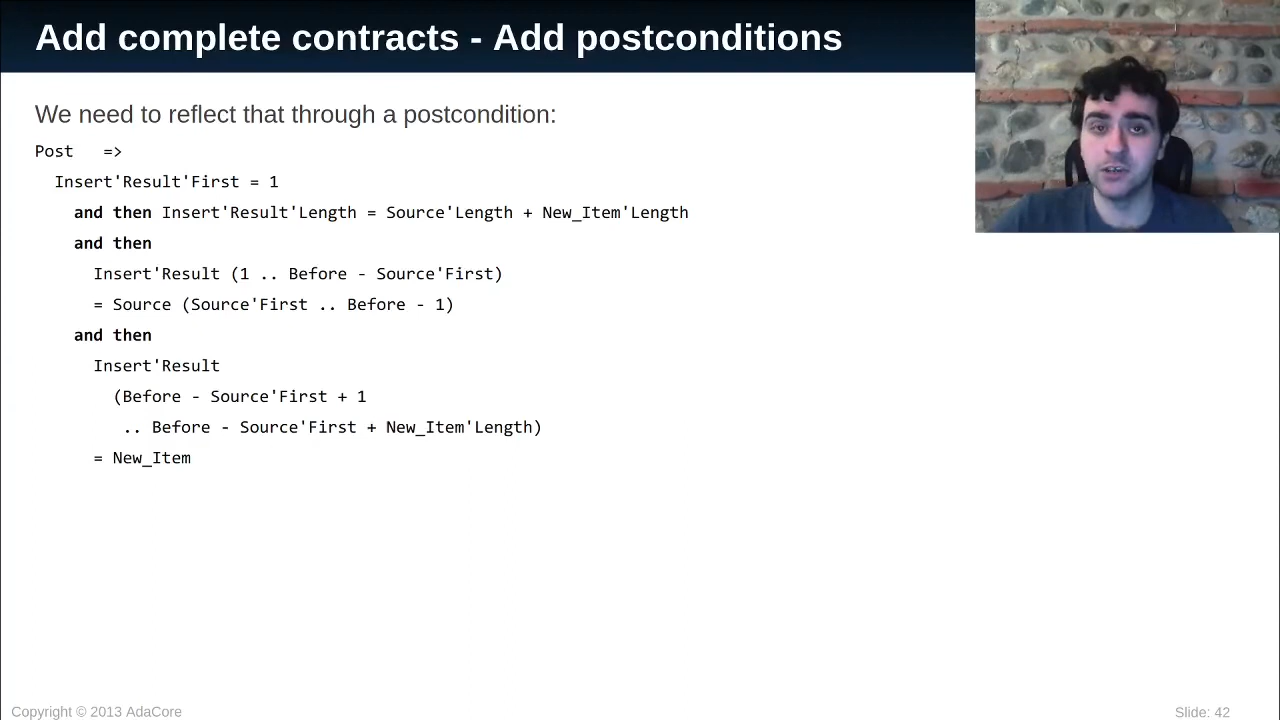 Add complete contracts - Add postconditions
We need to reflect that through a postcondition:
Post   =>
  Insert'Result'First = 1
    and then Insert'Result'Length = Source'Length + New_Item'Length
    and then
      Insert'Result (1 .. Before - Source'First)
      = Source (Source'First .. Before - 1)
    and then
      Insert'Result
        (Before - Source'First + 1
         .. Before - Source'First + New_Item'Length)
      = New_Item
Copyright © 2013 AdaCore
Slide: 42